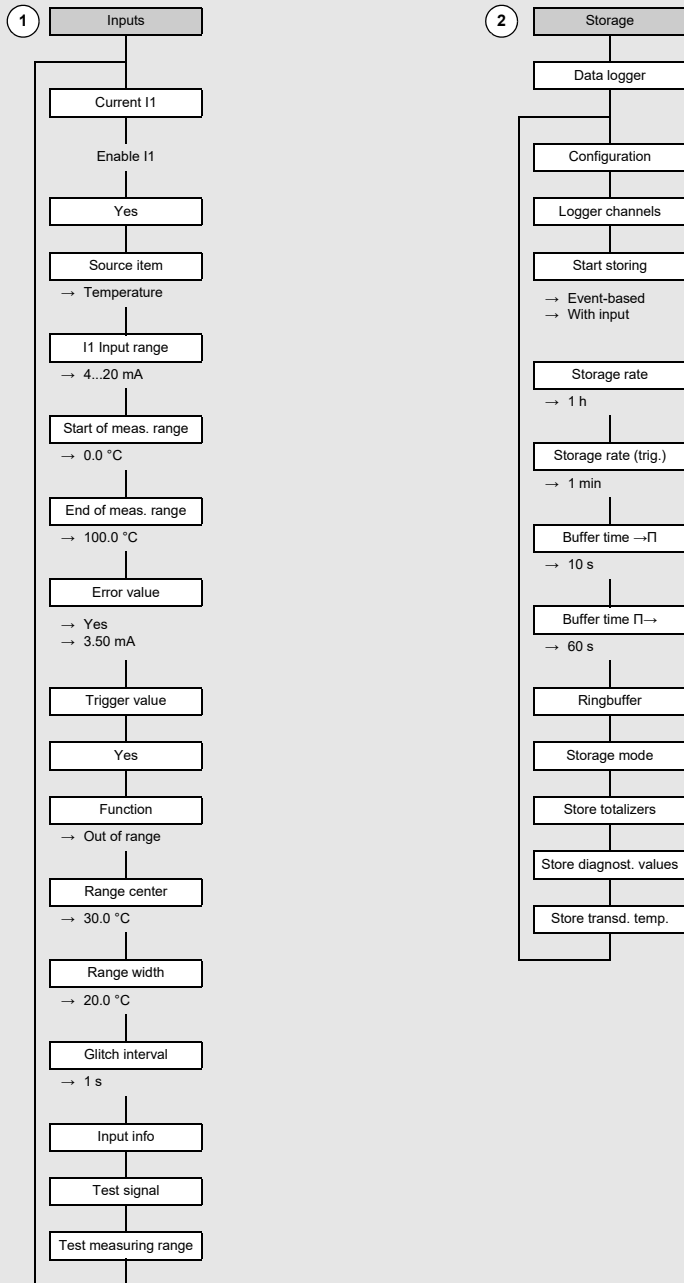 1
Inputs
Current I1
Enable I1
Yes
Source item
→ Temperature
I1 Input range
→ 4...20 mA
Start of meas. range
→ 0.0 °C
End of meas. range
→ 100.0 °C
Error value
→ Yes
→ 3.50 mA
Trigger value
Yes
Function
→ Out of range
Range center
→ 30.0 °C
Range width
→ 20.0 °C
Glitch interval
→ 1 s
Input info
Test signal
Test measuring range
2
Storage
Data logger
Configuration
Logger channels
Start storing
→ Event-based
→ With input
Storage rate
→ 1 h
Storage rate (trig.)
→ 1 min
Buffer time →Π
→ 10 s
Buffer time Π→
→ 60 s
Ringbuffer
Storage mode
Store totalizers
Store diagnost. values
Store transd. temp.